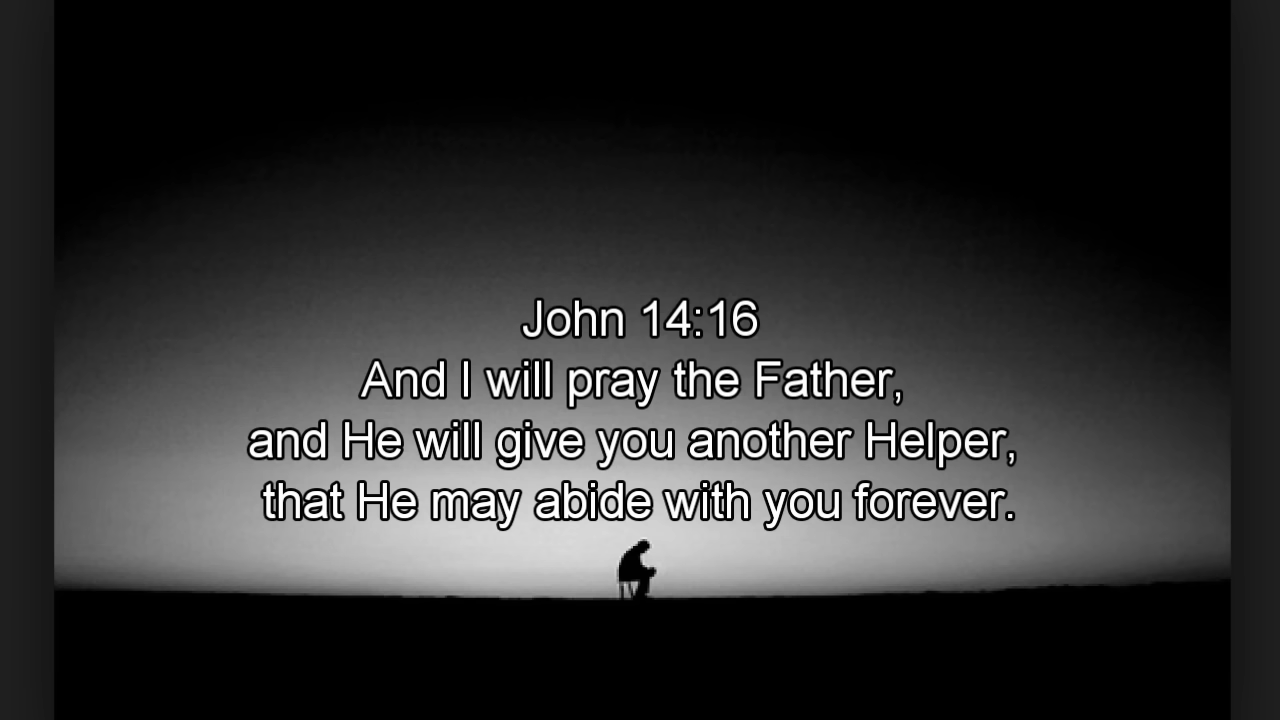 John 14:16
And I will pray the Father,
and He will give you another Helper,
that He may abide with you forever.